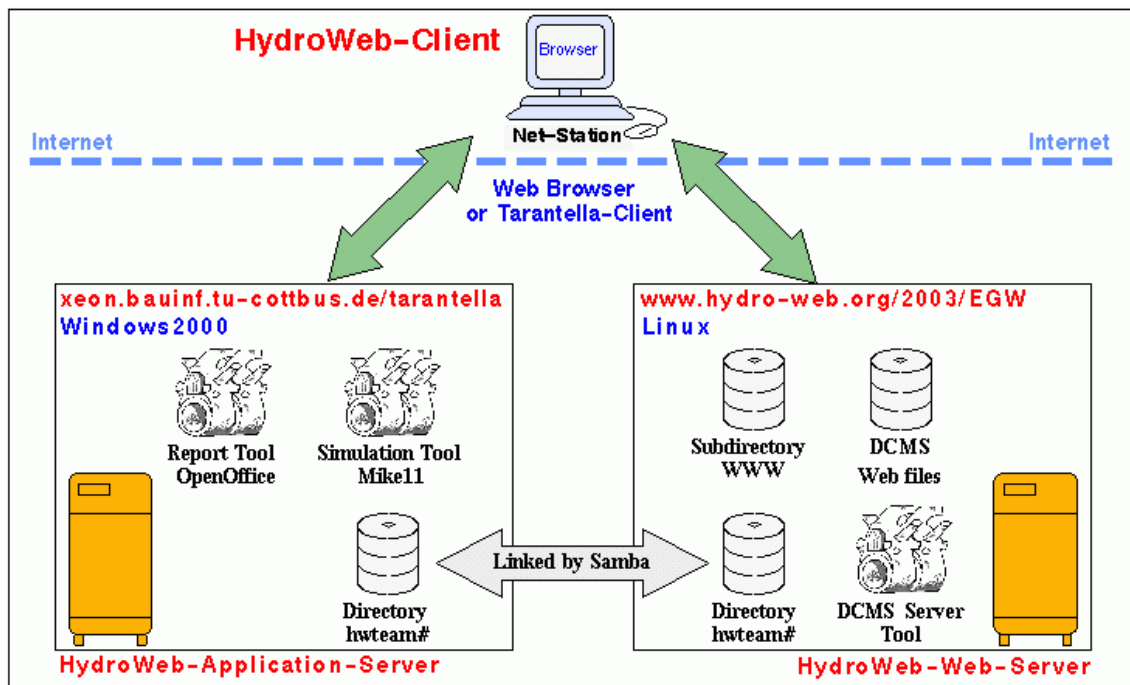 HydroWeb-Client
Browser
Net-Station
Internet
Internet
Web Browser
or Tarantella-Client
xeon.bauinf.tu-cottbus.de/tarantella
Windows2000
Report Tool
OpenOffice
Simulation Tool
Mike11
Directory
hwteam#
HydroWeb-Application-Server
Linked by Samba
www.hydro-web.org/2003/EGW
Linux
Subdirectory
WWW
DCMS
Web files
Directory
hwteam#
DCMS Server
Tool
HydroWeb-Web-Server